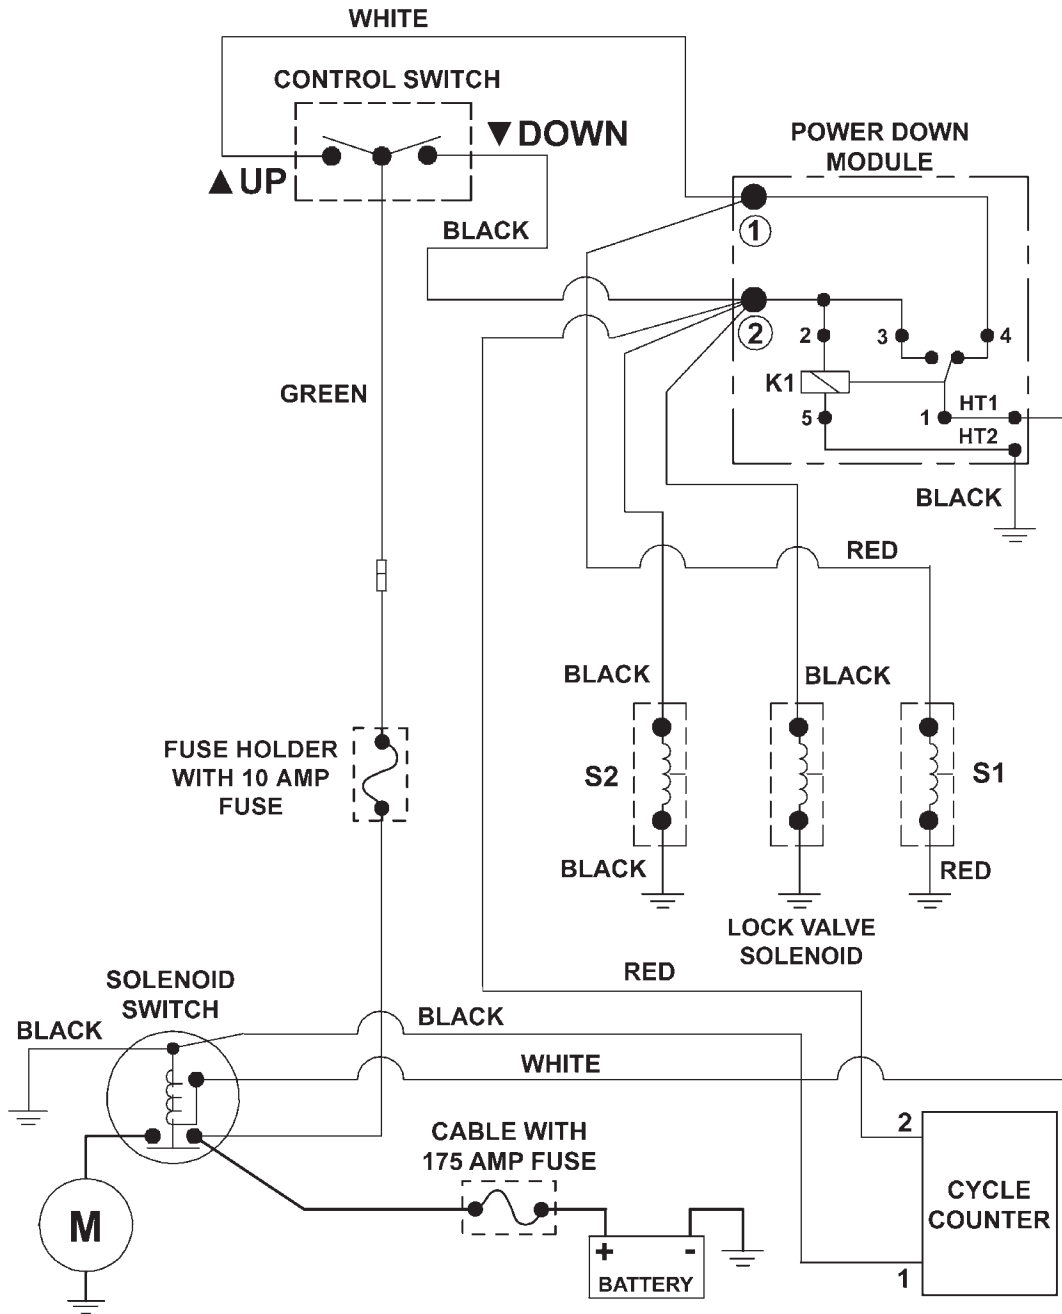 WHITE
CONTROL SWITCH
▼DOWN
▲UP
POWER DOWN
MODULE
1
BLACK
2
2
3
4
GREEN
K1
HT1
5
1
HT2
BLACK
RED
BLACK
BLACK
FUSE HOLDER
WITH 10 AMP
FUSE
S2
S1
BLACK
RED
LOCK VALVE
SOLENOID
RED
SOLENOID
SWITCH
BLACK
BLACK
WHITE
CABLE WITH
175 AMP FUSE
2
CYCLE
COUNTER
M
+
-
BATTERY
1